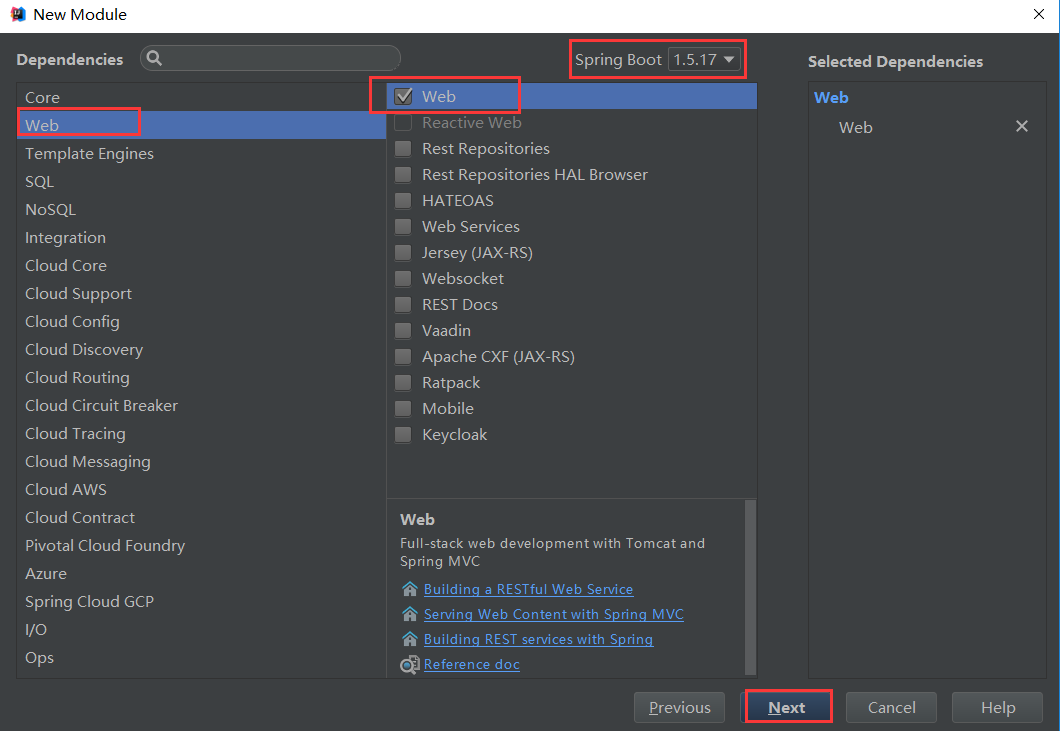 New Module
Dependencies
Spring Boot 1.5.17
Selected Dependencies
Core
Web
Template Engines
SQL
NoSQL
Integration
Cloud Core
Cloud Support
Cloud Config
Cloud Discovery
Cloud Routing
Cloud Circuit Breaker
Cloud Tracing
Cloud Messaging
Cloud AWS
Cloud Contract
Pivotal Cloud Foundry
Azure
Spring Cloud GCP
I/O
Ops
Web
Reactive Web
Rest Repositories
Rest Repositories HAL Browser
HATEOAS
Web Services
Jersey (JAX-RS)
Websocket
REST Docs
Vaadin
Apache CXF (JAX-RS)
Ratpack
Mobile
Keycloak
Web
Full-stack web development with Tomcat and
Spring MVC
Building a RESTful Web Service
Serving Web Content with Spring MVC
Building REST services with Spring
Reference doc
Web
Web
Previous
Next
Cancel
Help